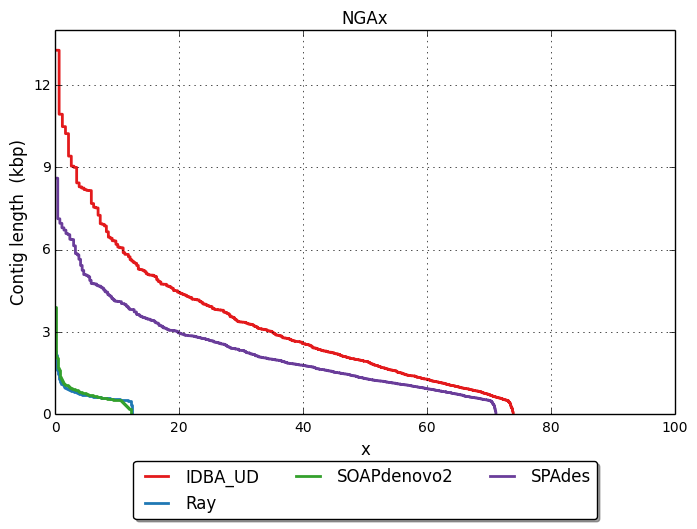 NGAx
Contig length (kbp)
12
9
6
3
0
0 20 40 60 80 100
x
IDBA_UD SOAPdenovo2 SPAdes
Ray